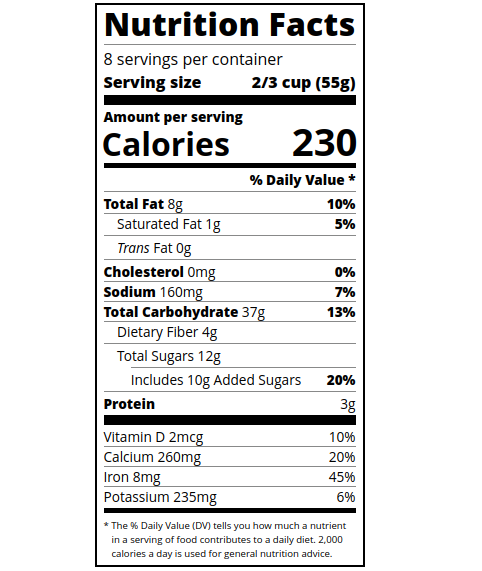 Nutrition Facts
8 servings per container
Serving size 2/3 cup (55g)
Amount per serving
Calories 230
% Daily Value *
Total Fat 8g 10%
Saturated Fat 1g 5%
Trans Fat 0g
Cholesterol 0mg 0%
Sodium 160mg 7%
Total Carbohydrate 37g 13%
Dietary Fiber 4g
Total Sugars 12g
Includes 10g Added Sugars 20%
Protein 3g
Vitamin D 2mcg 10%
Calcium 260mg 20%
Iron 8mg 45%
Potassium 235mg 6%
* The % Daily Value (DV) tells you how much a nutrient
in a serving of food contributes to a daily diet. 2,000
calories a day is used for general nutrition advice.